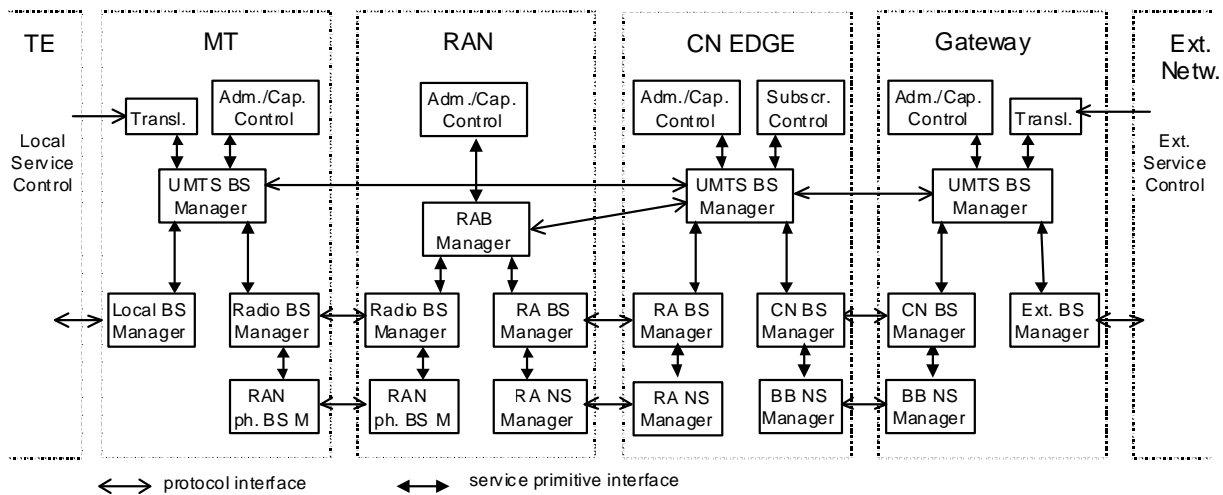 TE
MT
RAN
CN EDGE
Gateway
Ext.
Netw.
Local
Service
Control
Transl.
Adm./Cap.
Control
UMTS BS
Manager
Local BS
Manager
Radio BS
Manager
RAN
ph. BS M
Adm./Cap.
Control
RAB
Manager
Radio BS
Manager
RA BS
Manager
RAN
ph. BS M
RA NS
Manager
Adm./Cap.
Control
Subscr.
Control
UMTS BS
Manager
RA BS
Manager
CN BS
Manager
RA NS
Manager
BB NS
Manager
Adm./Cap.
Control
Transl.
UMTS BS
Manager
CN BS
Manager
Ext. BS
Manager
BB NS
Manager
Ext.
Service
Control
protocol interface
service primitive interface